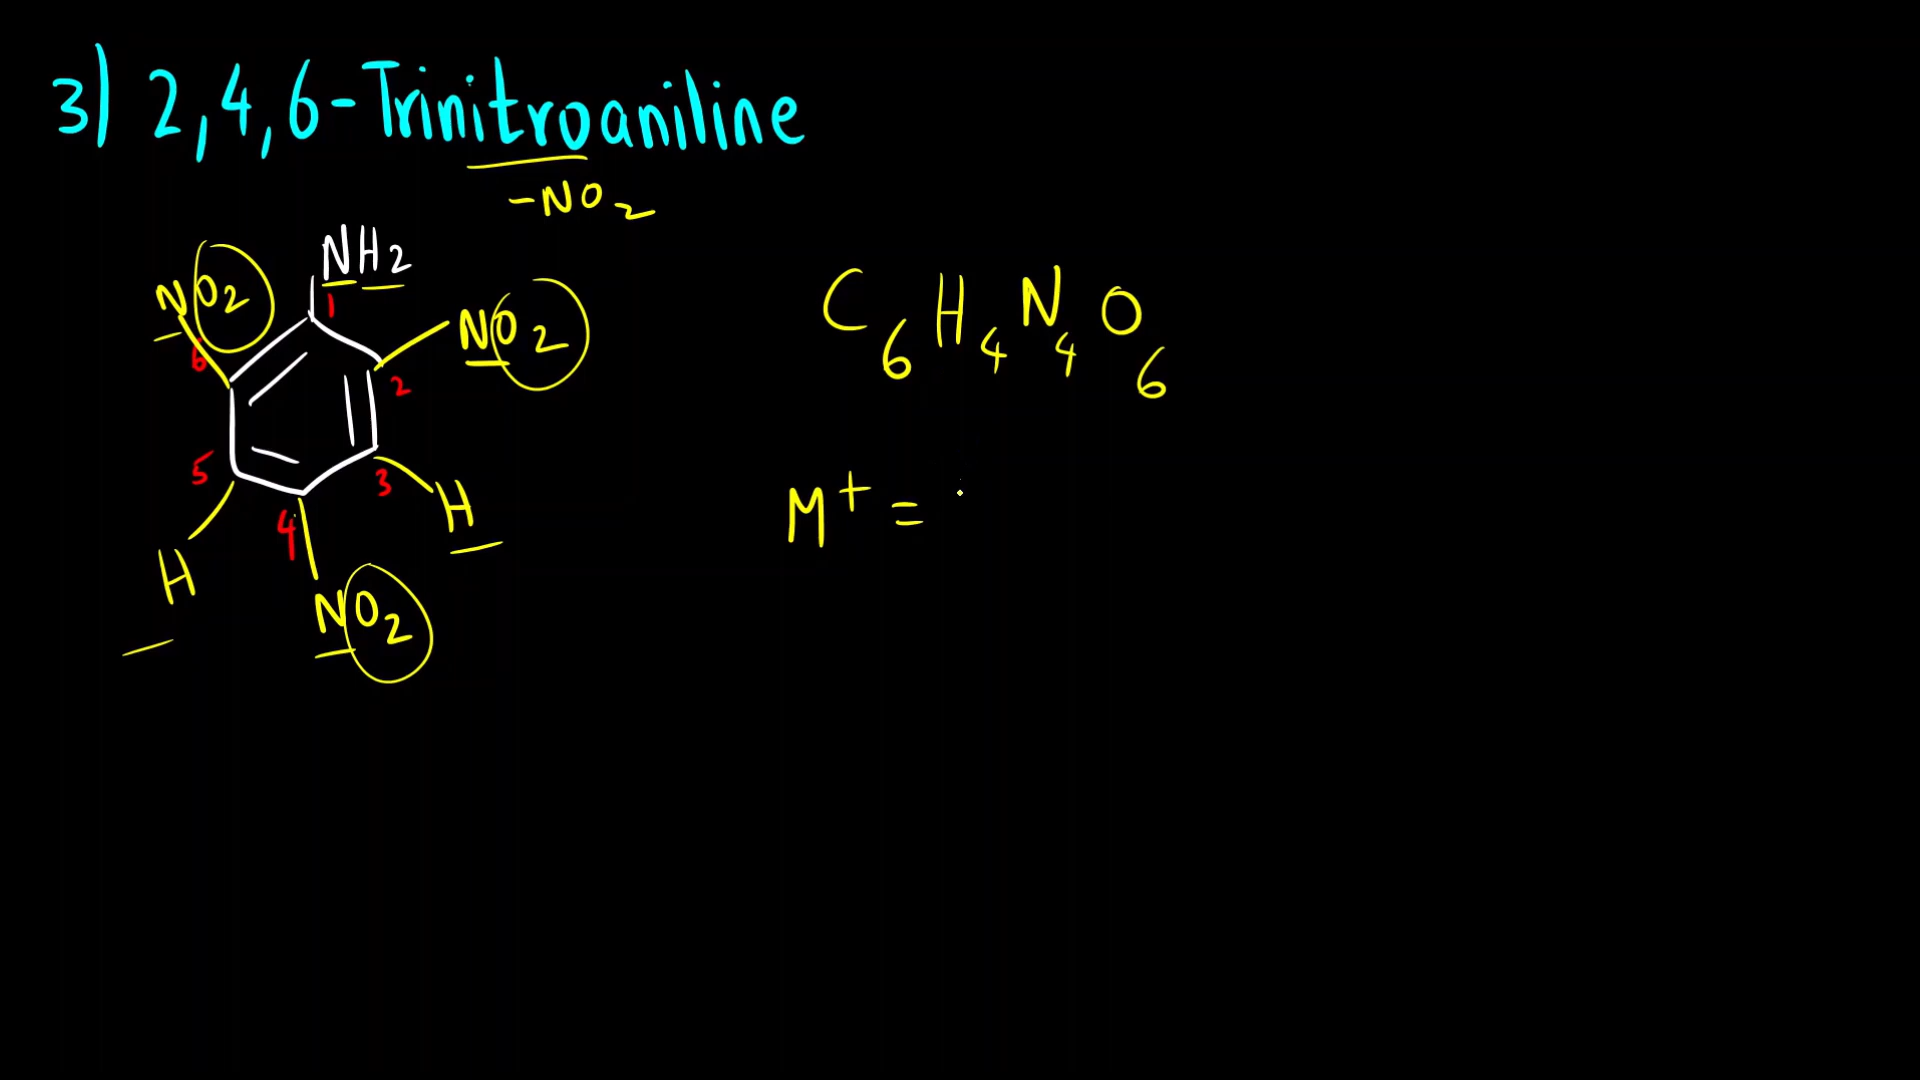 3) 2,4,6-Trinitroaniline
-NO2
NH2
NO2
1
NO2
6
2
5
3
H
4
H
NO2
C6H4N4O6
M+ =